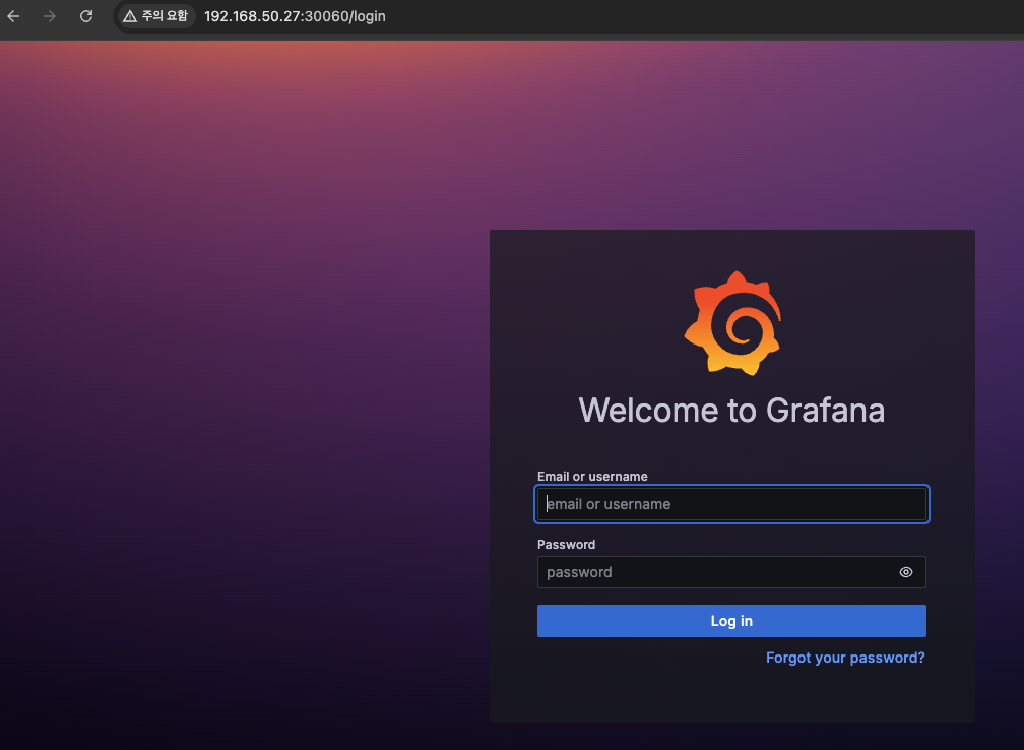 주의 요함 192.168.50.27:30060/login
Welcome to Grafana
Email or username
email or username
Password
password
Log in
Forgot your password?